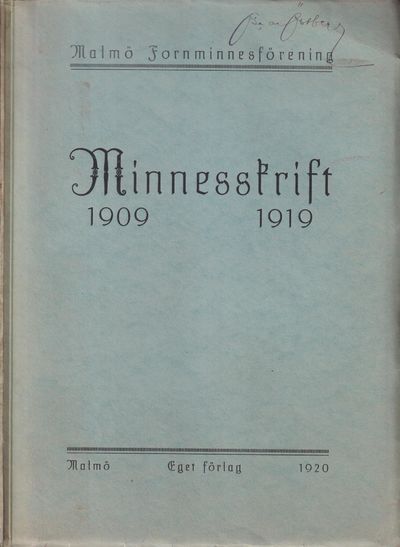 Malmö Fornminnesförening
Minnesskrift
1909 1919
Malmö Eget förlag 1920